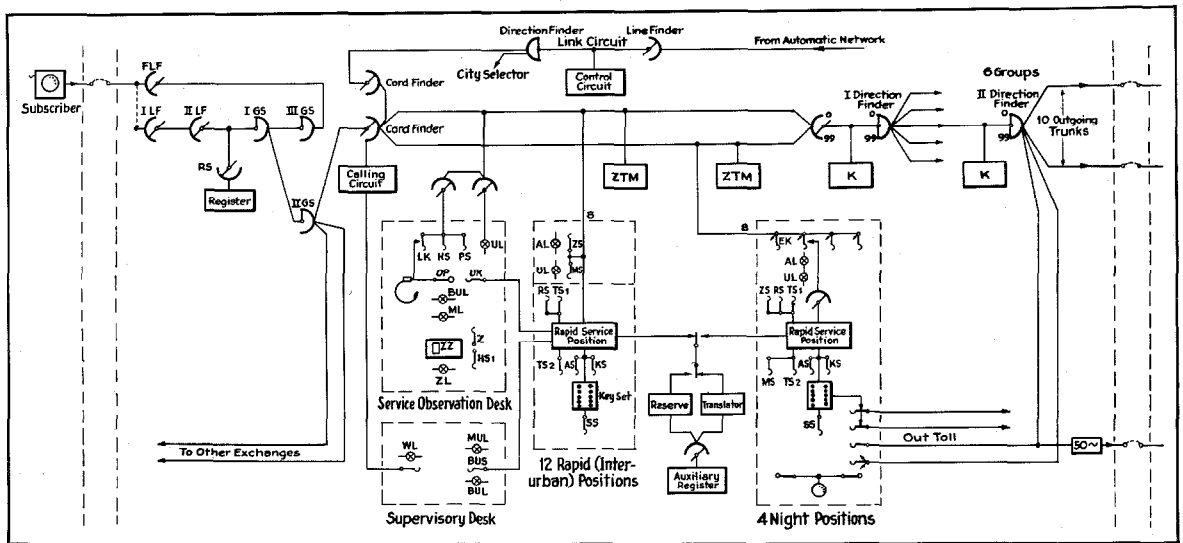 Direction Finder
Link Circuit
Line Finder
From Automatic Network
City Selector
Control Circuit
Cord Finder
Cord Finder
Subscriber
FLF
I LF
II LF
I GS
III GS
RS
Register
II GS
Calling Circuit
ZTM
ZTM
0
99
K
I Direction Finder
0
99
6 Groups
II Direction Finder
0
99
K
10 Outgoing Trunks
8
8
LK
HS
PS
UL
OP
UK
BUL
ML
ZZ
Z
HS1
ZL
Service Observation Desk
AL
ZS
UL
MS
RS
TS1
Rapid Service Position
TS2
AS
KS
Key Set
SS
12 Rapid (Inter-urban) Positions
WL
MUL
BUS
BUL
Supervisory Desk
To Other Exchanges
Reserve
Translator
Auxiliary Register
EK
AL
UL
ZS
RS
TS1
Rapid Service Position
MS
TS2
AS
KS
SS
4 Night Positions
Out Toll
50~